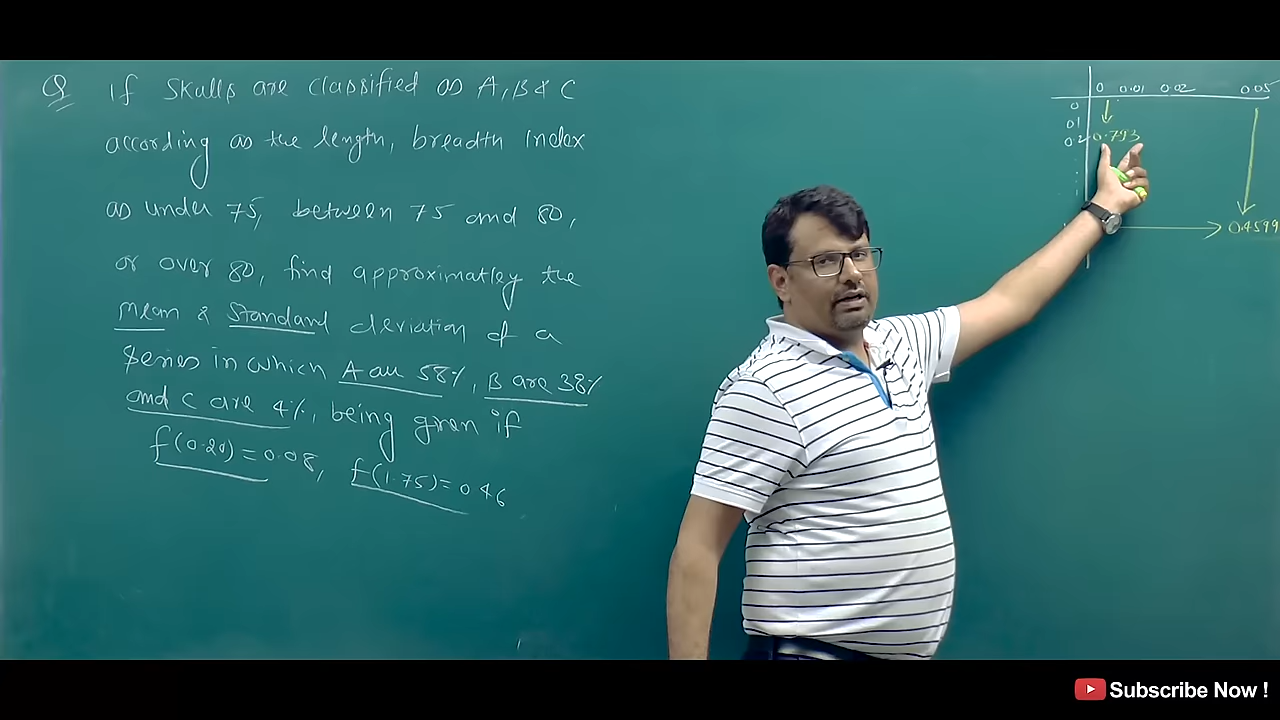 Q If Skulls are classified as A, B & C
according as the length, breadth index
as under 75, between 75 and 80,
or over 80, find approximatley the
Mean & Standard deviation of a
Series in which A are 58%, B are 38%
and C are 4%, being given if
f(0.20) = 0.08, f(1.75) = 0.46
0 0.01 0.02 0.05
0
0.1
0.2 0.793
0.4599
Subscribe Now !